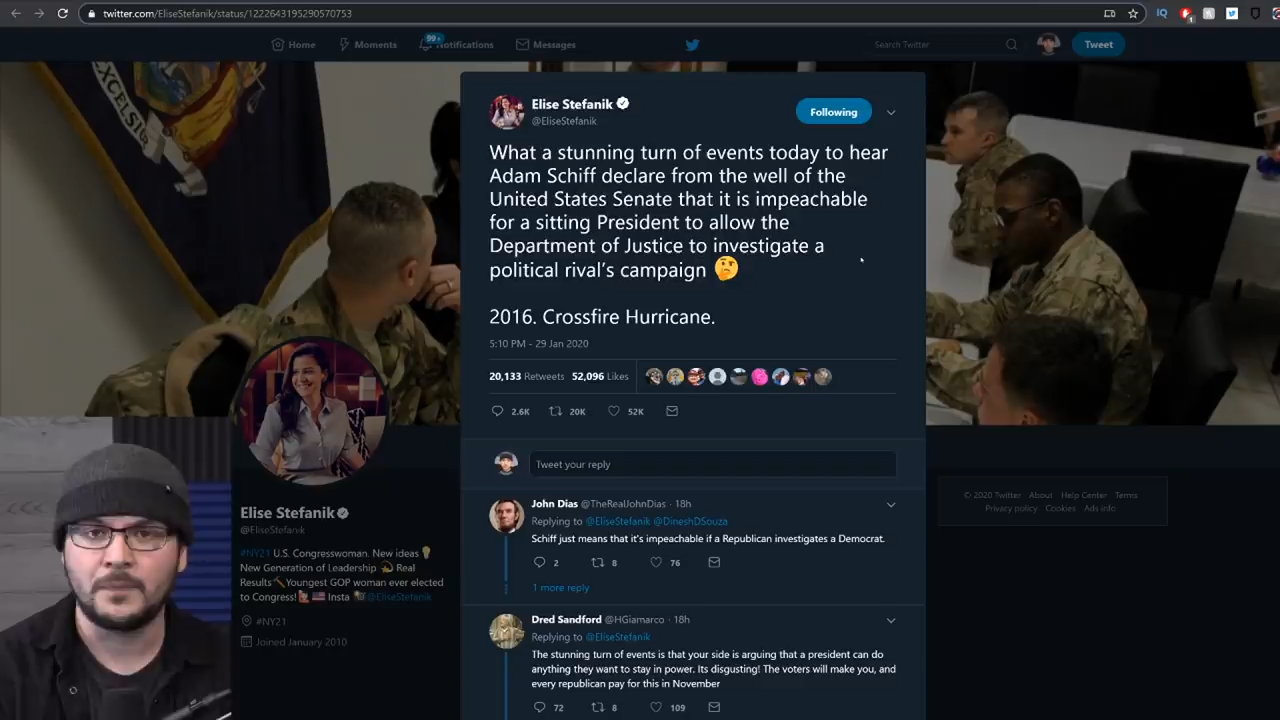 twitter.com/EliseStefanik/status/1222643195290570753
Home
Moments
99+
Notifications
Messages
Search Twitter
Tweet
EXCELSIOR
Elise Stefanik
@EliseStefanik
Following
What a stunning turn of events today to hear
Adam Schiff declare from the well of the
United States Senate that it is impeachable
for a sitting President to allow the
Department of Justice to investigate a
political rival's campaign 🤔
2016. Crossfire Hurricane.
5:10 PM - 29 Jan 2020
20,133 Retweets 52,096 Likes
2.6K 20K 52K
Tweet your reply
John Dias @TheRealJohnDias · 18h
Replying to @EliseStefanik @DineshDSouza
Schiff just means that it's impeachable if a Republican investigates a Democrat.
2 8 76
1 more reply
Dred Sandford @HGiamarco · 18h
Replying to @EliseStefanik
The stunning turn of events is that your side is arguing that a president can do
anything they want to stay in power. Its disgusting! The voters will make you, and
every republican pay for this in November
72 8 109
Elise Stefanik
@EliseStefanik
#NY21 U.S. Congresswoman. New ideas💡
New Generation of Leadership 💫 Real
Results🔨Youngest GOP woman ever elected
to Congress!🙋🏻 🇺🇸 Insta 📷@EliseStefanik
#NY21
Joined January 2010
© 2020 Twitter About Help Center Terms
Privacy policy Cookies Ads info